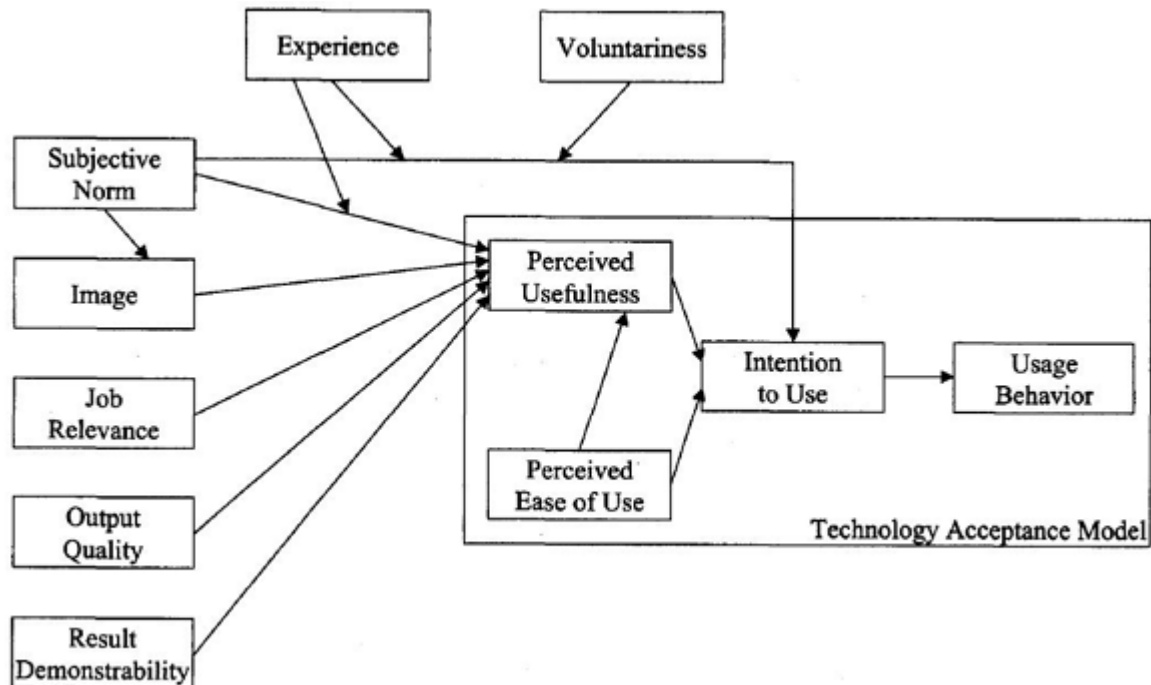 Experience
Voluntariness
Subjective
Norm
Image
Job
Relevance
Output
Quality
Result
Demonstrability
Perceived
Usefulness
Perceived
Ease of Use
Intention
to Use
Usage
Behavior
Technology Acceptance Model